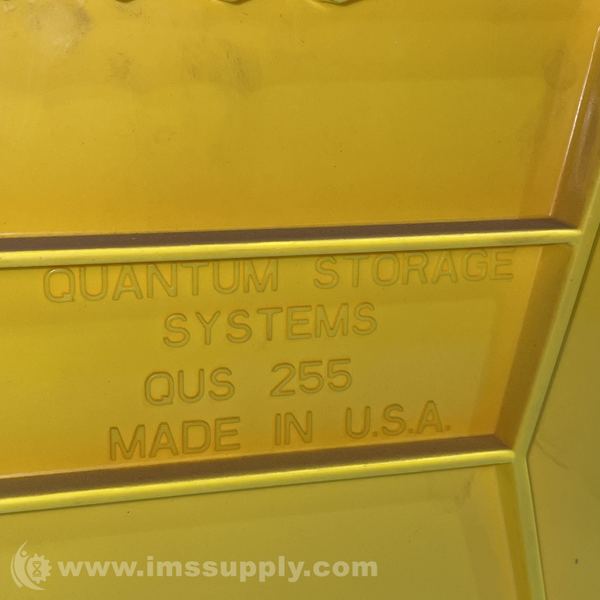 QUANTUM STORAGE
SYSTEMS
QUS 255
MADE IN U.S.A.
www.imssupply.com